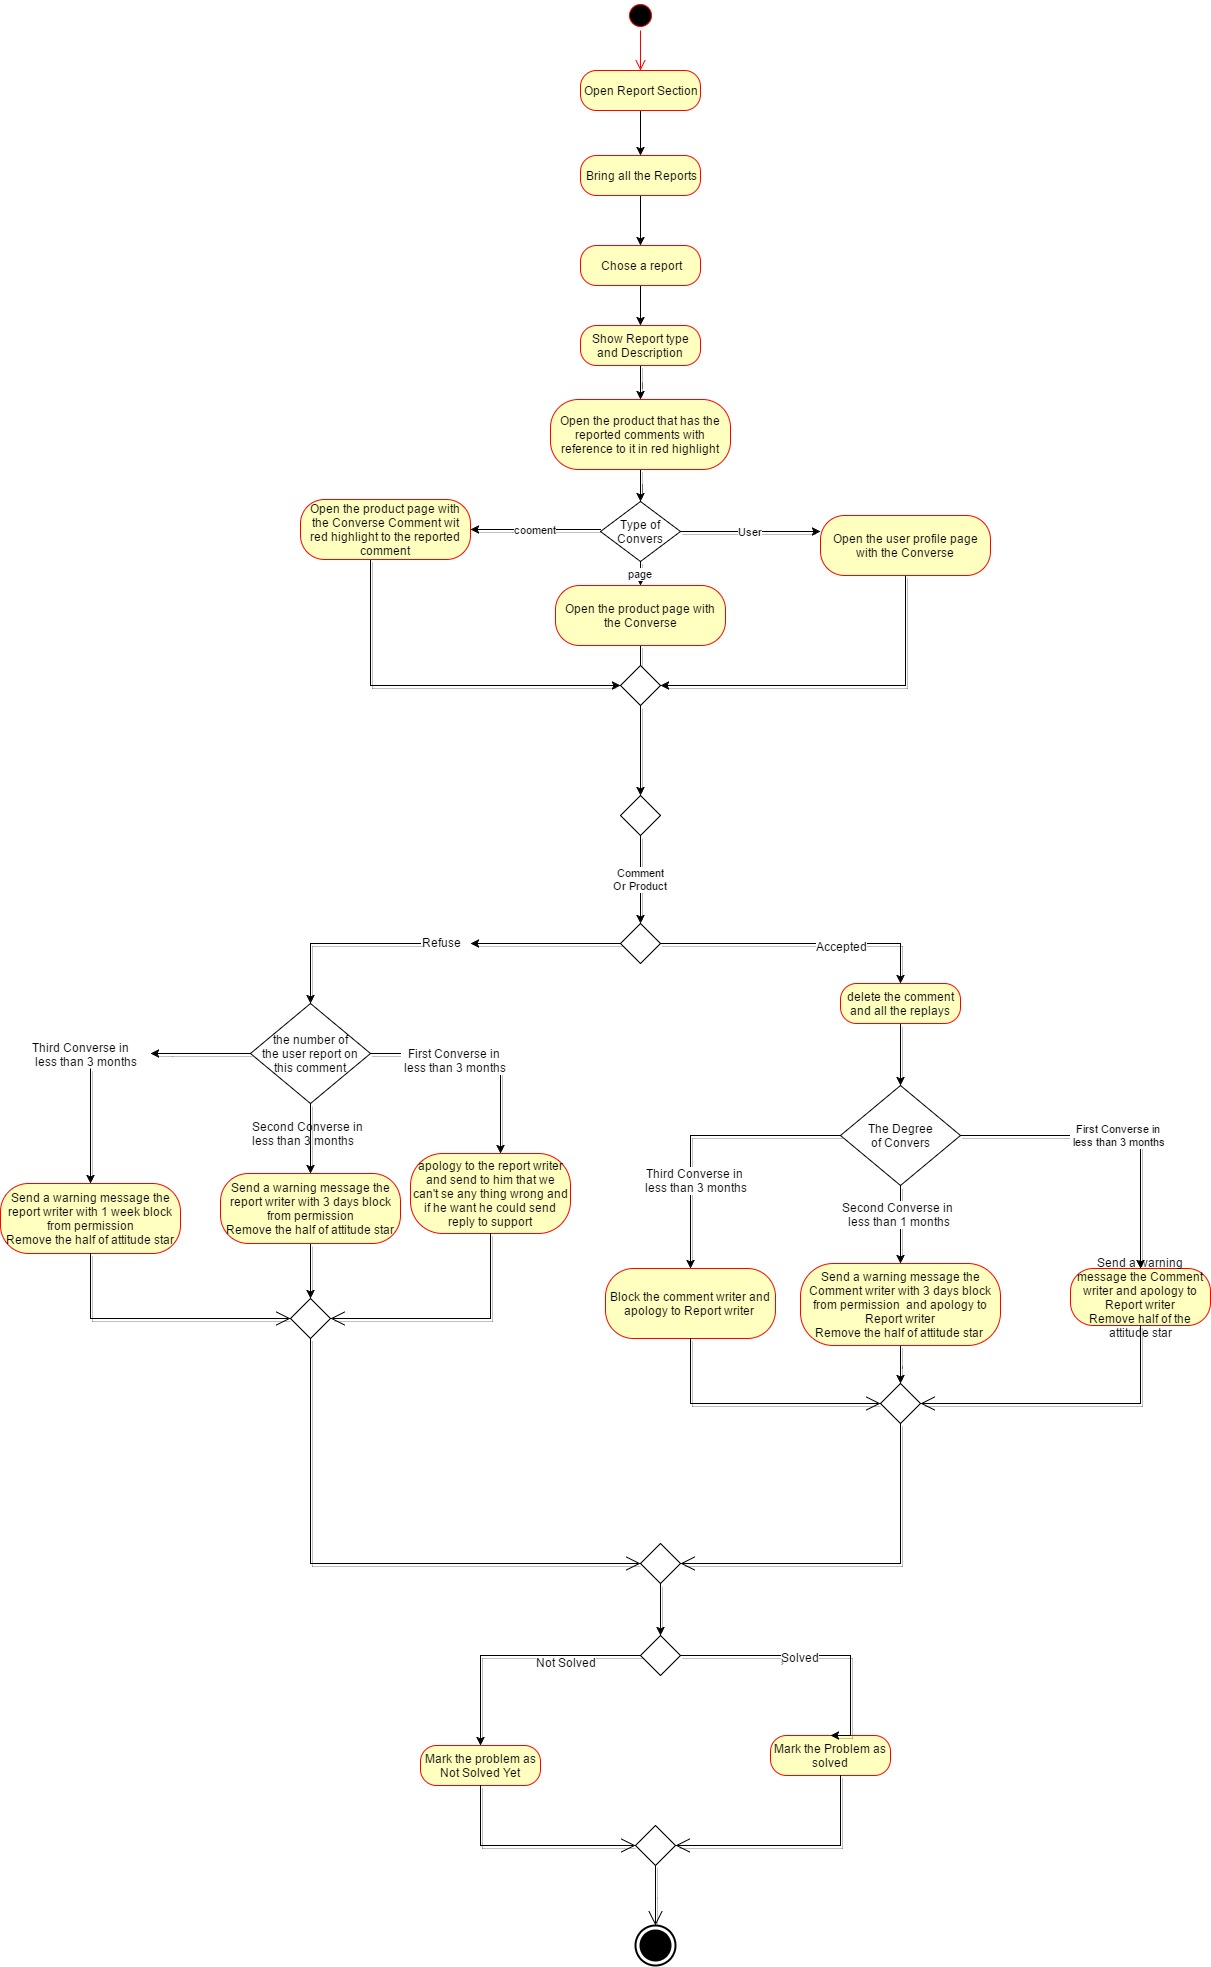 Open Report Section
Bring all the Reports
Chose a report
Show Report type
and Description
Open the product that has the
reported comments with
reference to it in red highlight
Open the product page with
the Converse Comment wit
red highlight to the reported
comment
cooment
Type of
Convers
User
Open the user profile page
with the Converse
page
Open the product page with
the Converse
Comment
Or Product
Refuse
Accepted
delete the comment
and all the replays
the number of
the user report on
this comment
Third Converse in
less than 3 months
First Converse in
less than 3 months
Second Converse in
less than 3 months
The Degree
of Convers
First Converse in
less than 3 months
Third Converse in
less than 3 months
Second Converse in
less than 1 months
Send a warning message the
report writer with 1 week block
from permission
Remove the half of attitude star
Send a warning message the
report writer with 3 days block
from permission
Remove the half of attitude star
apology to the report writer
and send to him that we
can't se any thing wrong and
if he want he could send
reply to support
Block the comment writer and
apology to Report writer
Send a warning message the
Comment writer with 3 days block
from permission and apology to
Report writer
Remove the half of attitude star
Send a warning
message the Comment
writer and apology to
Report writer
Remove half of the
attitude star
Not Solved
Solved
Mark the problem as
Not Solved Yet
Mark the Problem as
solved